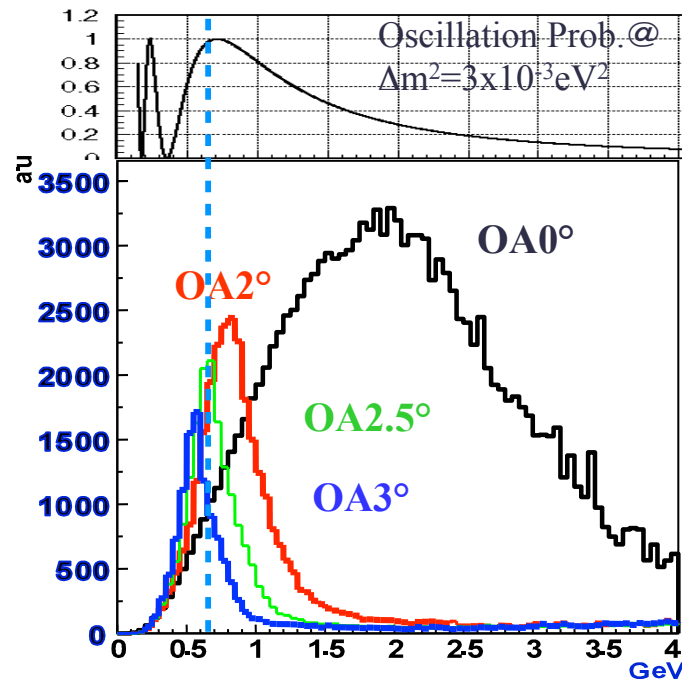 1.2
1
0.8
0.6
0.4
0.2
0
Oscillation Prob.@
Δm²=3x10⁻³eV²
au
3500
3000
2500
2000
1500
1000
500
0
OA0°
OA2°
OA2.5°
OA3°
0 0-5 1 1-5 2 2-5 3 3-5 4
GeV